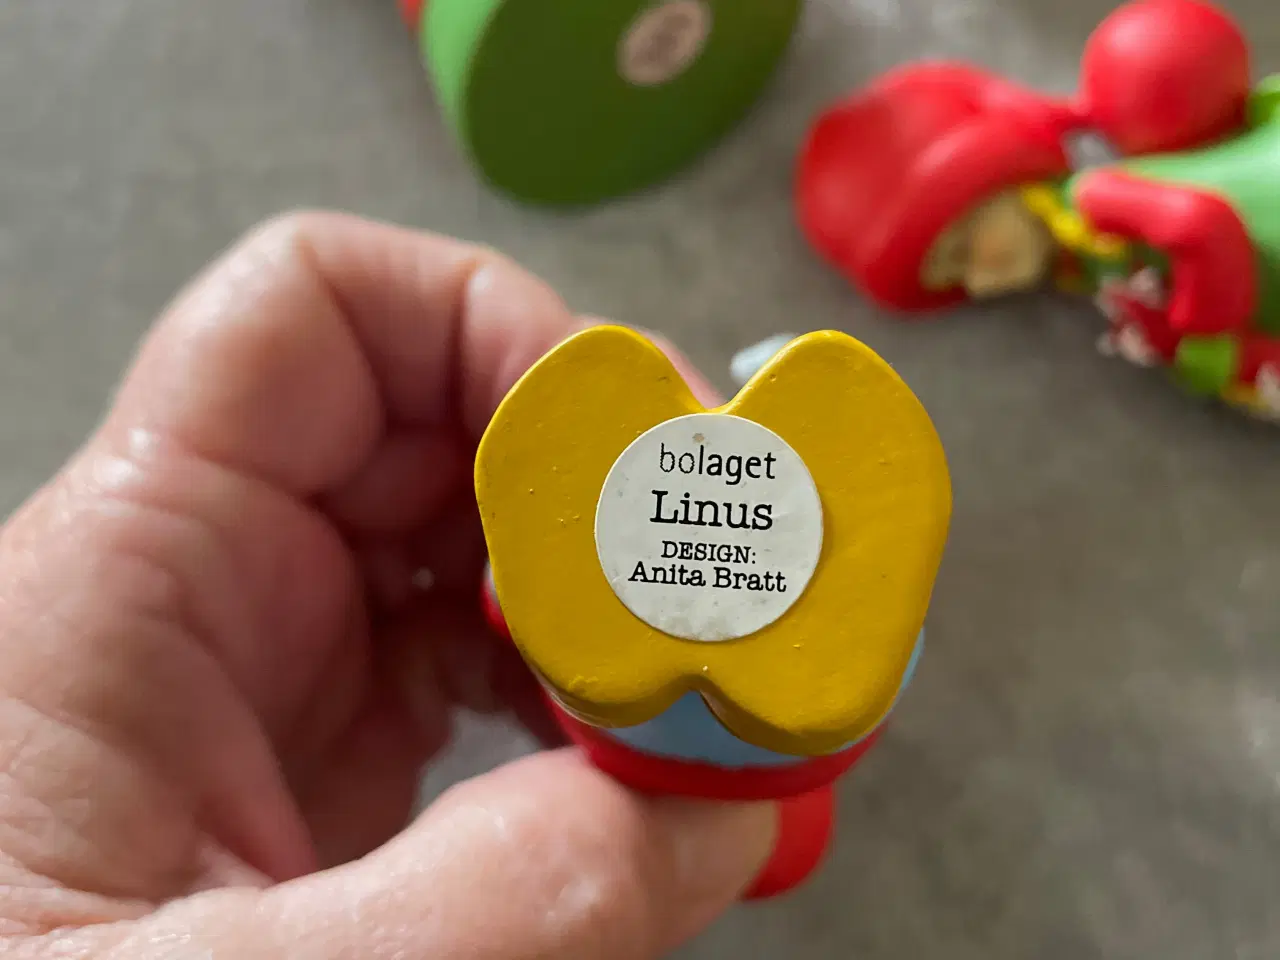 bolaget
Linus
DESIGN:
Anita Bratt